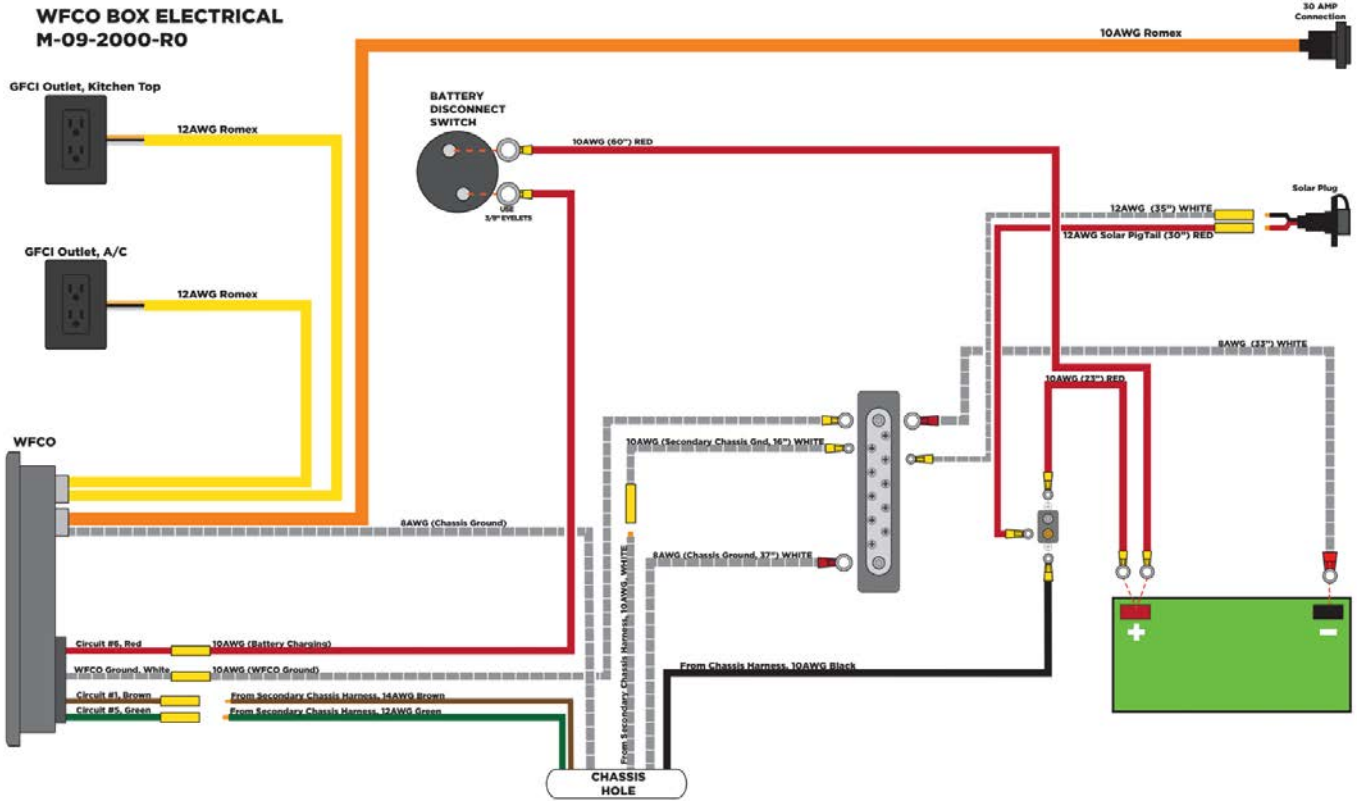 WFCO BOX ELECTRICAL
M-09-2000-R0
30 AMP
Connection
10AWG Romex
GFCI Outlet, Kitchen Top
12AWG Romex
BATTERY
DISCONNECT
SWITCH
10AWG (60") RED
USE
3/8" EYELETS
Solar Plug
12AWG (35") WHITE
12AWG Solar PigTail (30") RED
GFCI Outlet, A/C
12AWG Romex
8AWG (33") WHITE
10AWG (23") RED
WFCO
10AWG (Secondary Chassis Gnd, 16") WHITE
8AWG (Chassis Ground)
8AWG (Chassis Ground, 37") WHITE
From Secondary Chassis Harness, 10AWG, WHITE
Circuit #6, Red
10AWG (Battery Charging)
WFCO Ground, White
10AWG (WFCO Ground)
From Chassis Harness, 10AWG Black
Circuit #1, Brown
From Secondary Chassis Harness, 14AWG Brown
Circuit #5, Green
From Secondary Chassis Harness, 12AWG Green
+
−
CHASSIS
HOLE